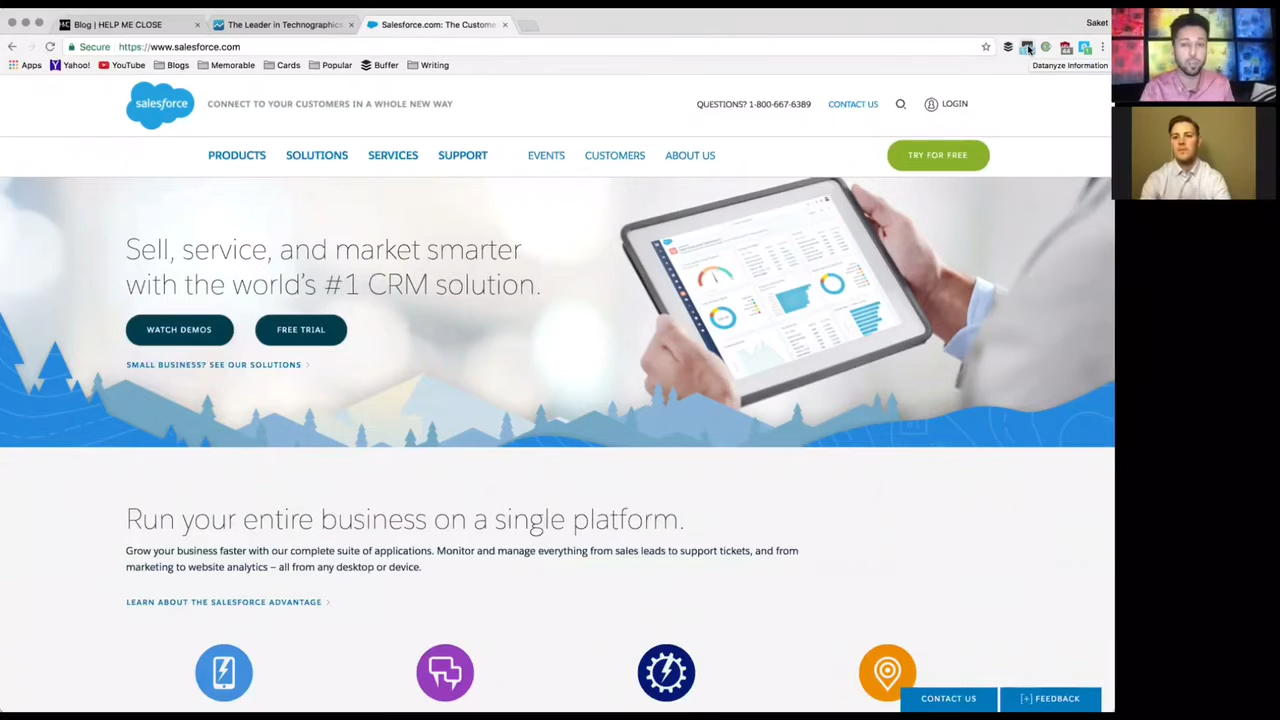 Blog | HELP ME CLOSE
The Leader in Technographics
Salesforce.com: The Custome
Saket
Secure
https://www.salesforce.com
Apps
Yahoo!
YouTube
Blogs
Memorable
Cards
Popular
Buffer
Writing
Datanyze Information
salesforce
CONNECT TO YOUR CUSTOMERS IN A WHOLE NEW WAY
QUESTIONS? 1-800-667-6389
CONTACT US
LOGIN
PRODUCTS
SOLUTIONS
SERVICES
SUPPORT
EVENTS
CUSTOMERS
ABOUT US
TRY FOR FREE
Sell, service, and market smarter
with the world's #1 CRM solution.
WATCH DEMOS
FREE TRIAL
SMALL BUSINESS? SEE OUR SOLUTIONS
Run your entire business on a single platform.
Grow your business faster with our complete suite of applications. Monitor and manage everything from sales leads to support tickets, and from
marketing to website analytics – all from any desktop or device.
LEARN ABOUT THE SALESFORCE ADVANTAGE
CONTACT US
[+] FEEDBACK